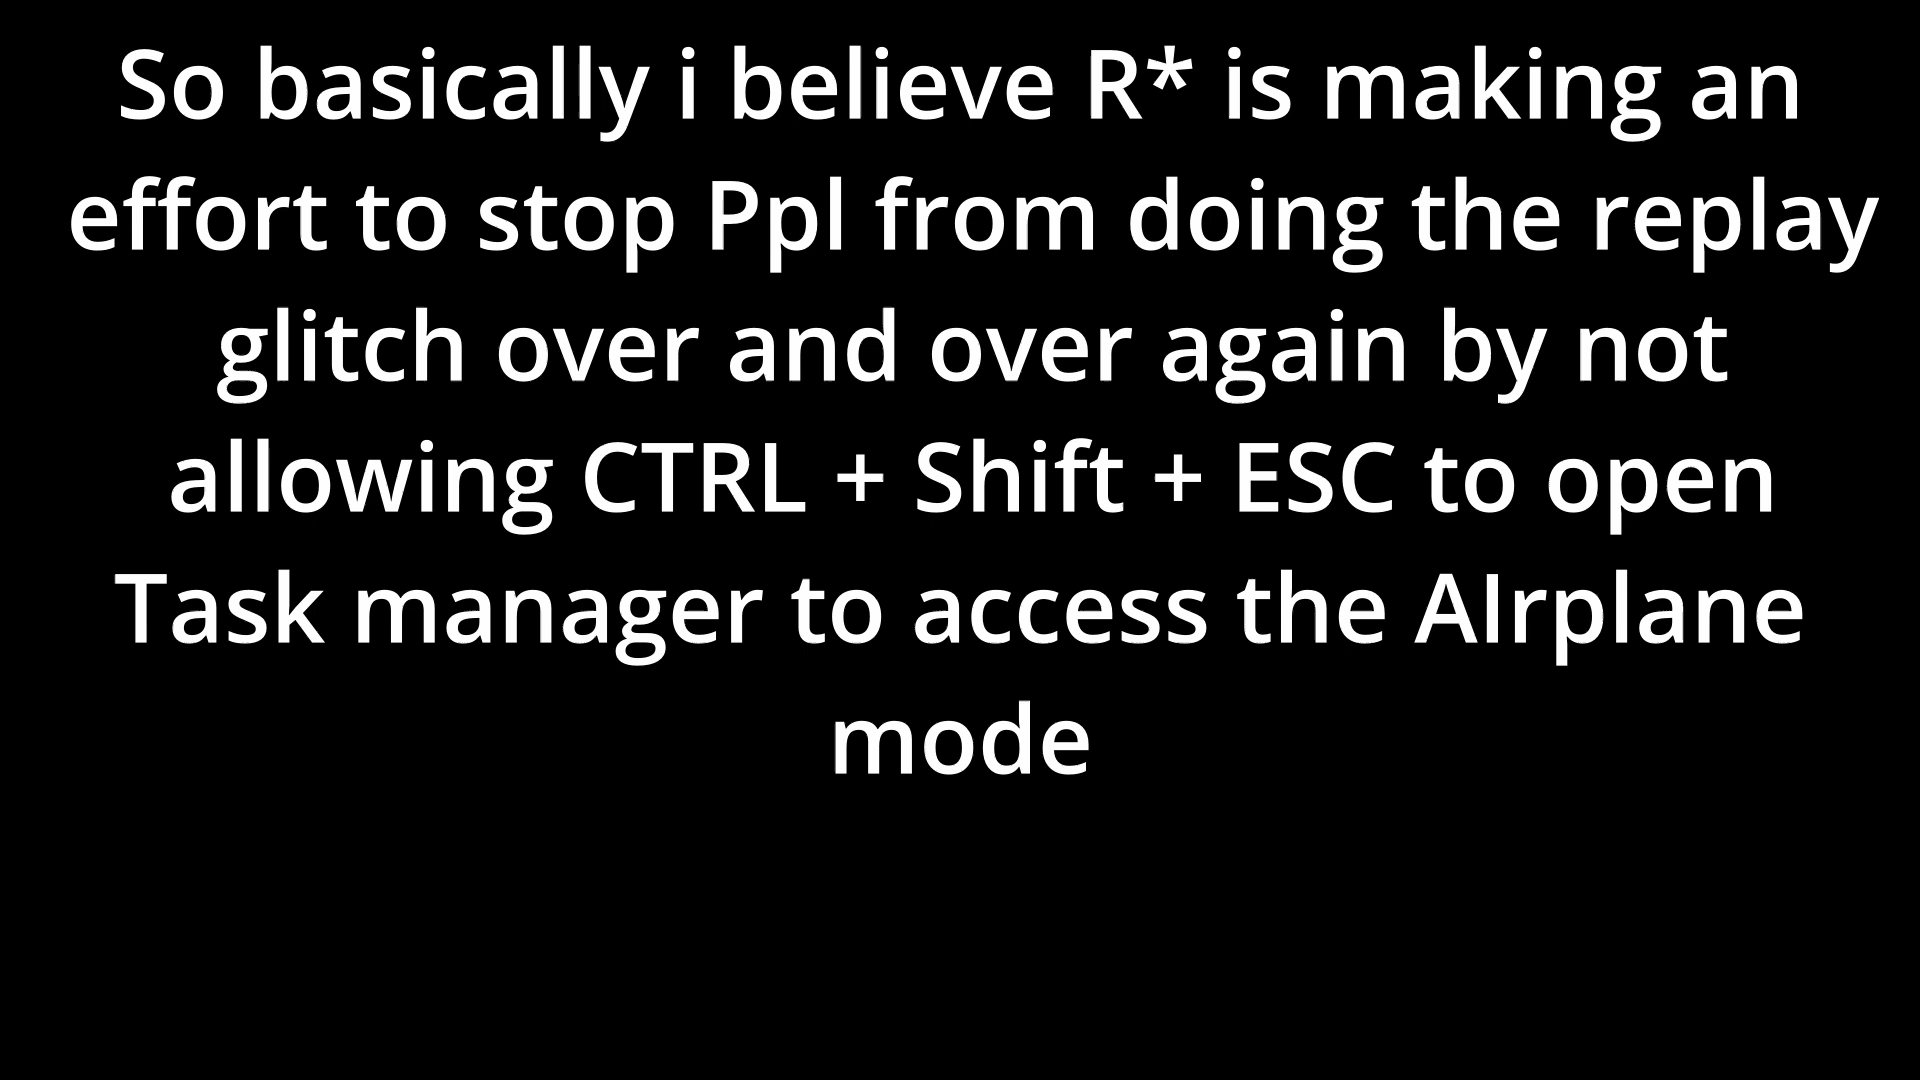 So basically i believe R* is making an
effort to stop Ppl from doing the replay
glitch over and over again by not
allowing CTRL + Shift + ESC to open
Task manager to access the AIrplane
mode